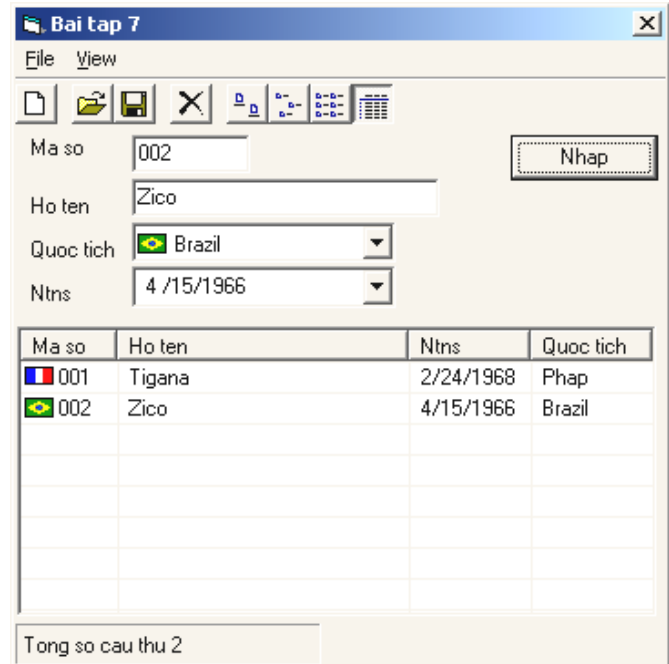 Bai tap 7
File View
Ma so 002 Nhap
Ho ten Zico
Quoc tich Brazil
Ntns 4 /15/1966
Ma so Ho ten Ntns Quoc tich
001 Tigana 2/24/1968 Phap
002 Zico 4/15/1966 Brazil
Tong so cau thu 2